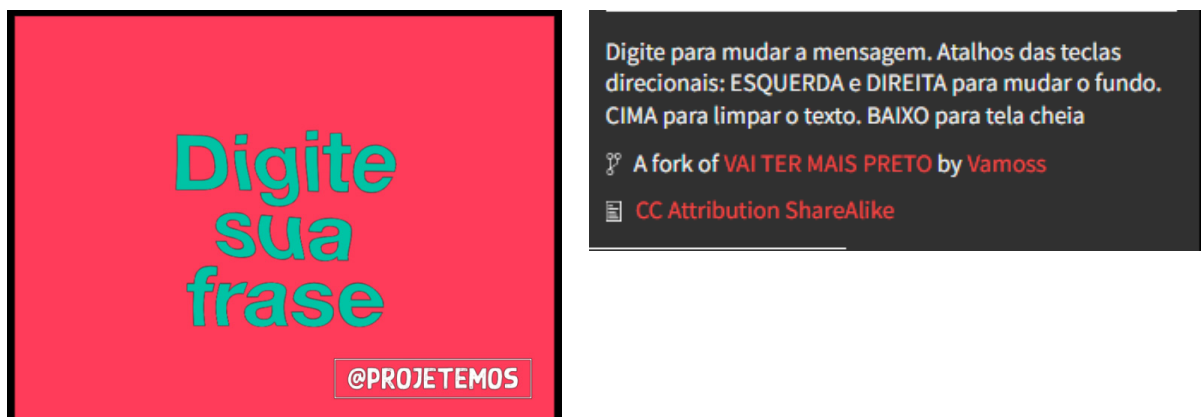 Digite
sua
frase
@PROJETEMOS
Digite para mudar a mensagem. Atalhos das teclas
direcionais: ESQUERDA e DIREITA para mudar o fundo.
CIMA para limpar o texto. BAIXO para tela cheia
A fork of VAI TER MAIS PRETO by Vamoss
CC Attribution ShareAlike